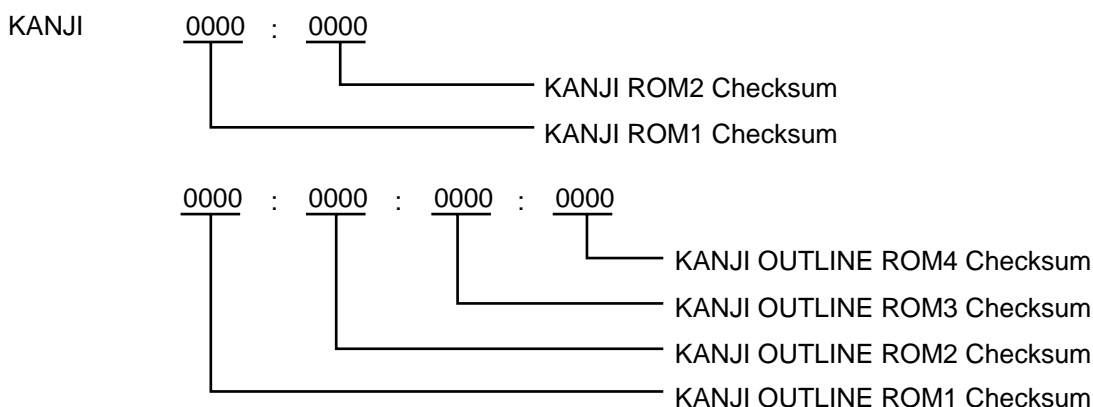 KANJI 0000 : 0000
KANJI ROM2 Checksum
KANJI ROM1 Checksum
0000 : 0000 : 0000 : 0000
KANJI OUTLINE ROM4 Checksum
KANJI OUTLINE ROM3 Checksum
KANJI OUTLINE ROM2 Checksum
KANJI OUTLINE ROM1 Checksum